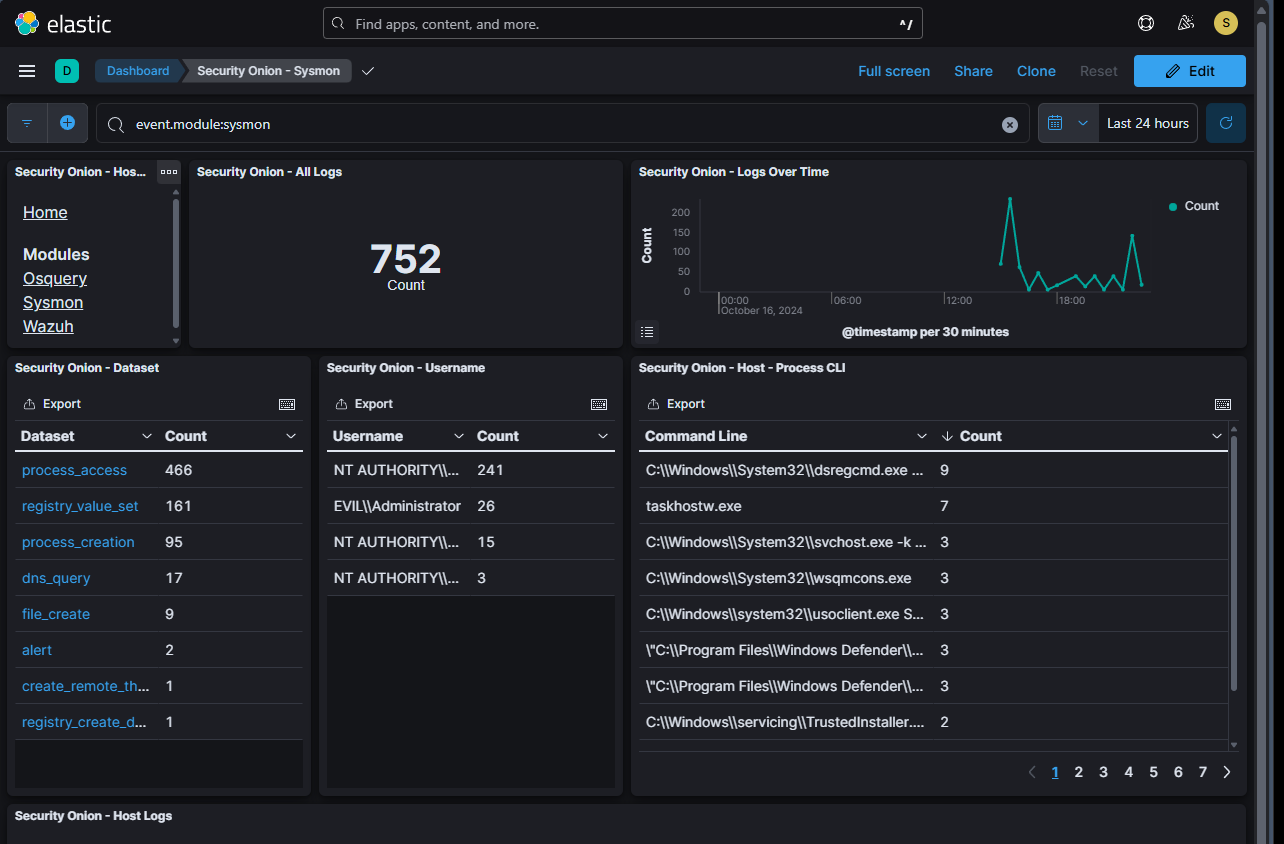 elastic
Find apps, content, and more.
^/
S
D
Dashboard
Security Onion - Sysmon
Full screen
Share
Clone
Reset
Edit
event.module:sysmon
Last 24 hours
Security Onion - Hos...
Home
Modules
Osquery
Sysmon
Wazuh
Security Onion - All Logs
752
Count
Security Onion - Logs Over Time
Count
200
150
100
50
0
00:00
October 16, 2024
06:00
12:00
18:00
@timestamp per 30 minutes
Count
Security Onion - Dataset
Export
Dataset Count
process_access 466
registry_value_set 161
process_creation 95
dns_query 17
file_create 9
alert 2
create_remote_th... 1
registry_create_d... 1
Security Onion - Username
Export
Username Count
NT AUTHORITY\\... 241
EVIL\\Administrator 26
NT AUTHORITY\\... 15
NT AUTHORITY\\... 3
Security Onion - Host - Process CLI
Export
Command Line Count
C:\\Windows\\System32\\dsregcmd.exe ... 9
taskhostw.exe 7
C:\\Windows\\System32\\svchost.exe -k ... 3
C:\\Windows\\System32\\wsqmcons.exe 3
C:\\Windows\\system32\\usoclient.exe S... 3
\"C:\\Program Files\\Windows Defender\\... 3
\"C:\\Program Files\\Windows Defender\\... 3
C:\\Windows\\servicing\\TrustedInstaller.... 2
1 2 3 4 5 6 7
Security Onion - Host Logs